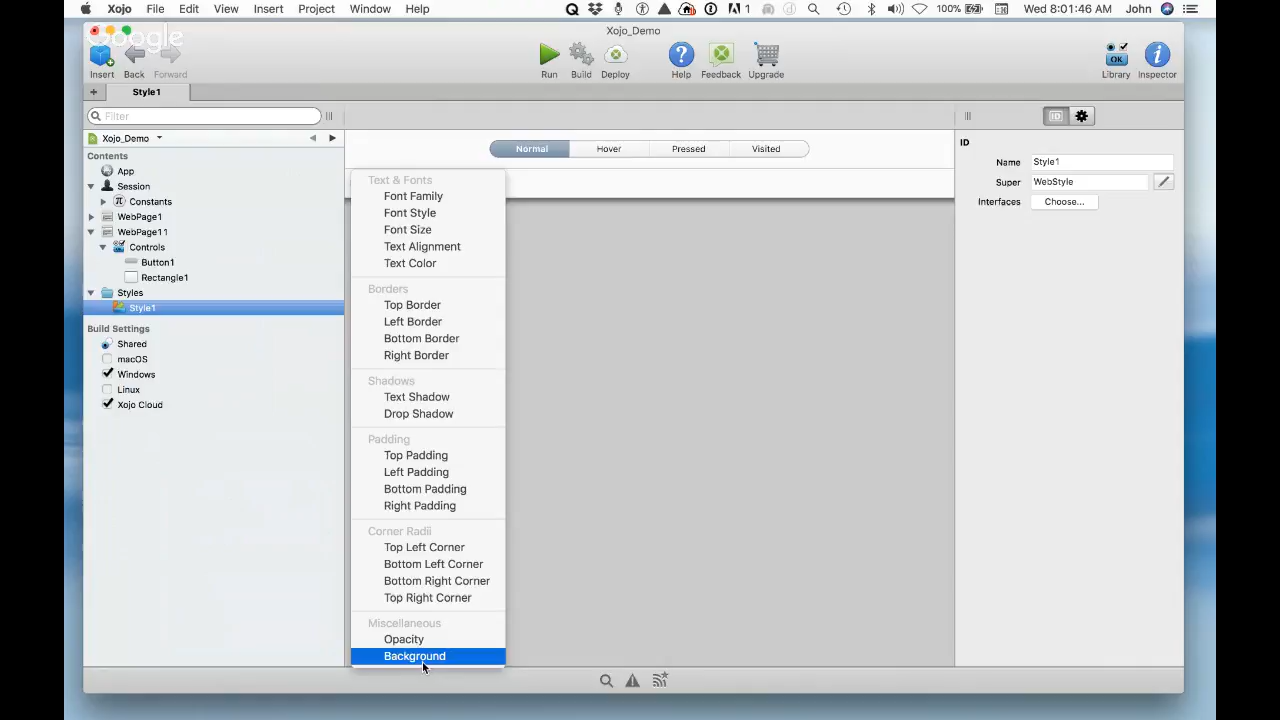 Xojo File Edit View Insert Project Window Help 1 100% Wed 8:01:46 AM John
Google
Xojo_Demo
Insert Back Forward Run Build Deploy Help Feedback Upgrade OK Library Inspector
+ Style1
Filter ID
Xojo_Demo
Contents
App
Session
Constants
WebPage1
WebPage11
Controls
Button1
Rectangle1
Styles
Style1
Build Settings
Shared
macOS
Windows
Linux
Xojo Cloud
Normal Hover Pressed Visited
Text & Fonts
Font Family
Font Style
Font Size
Text Alignment
Text Color
Borders
Top Border
Left Border
Bottom Border
Right Border
Shadows
Text Shadow
Drop Shadow
Padding
Top Padding
Left Padding
Bottom Padding
Right Padding
Corner Radii
Top Left Corner
Bottom Left Corner
Bottom Right Corner
Top Right Corner
Miscellaneous
Opacity
Background
ID
Name Style1
Super WebStyle
Interfaces Choose...